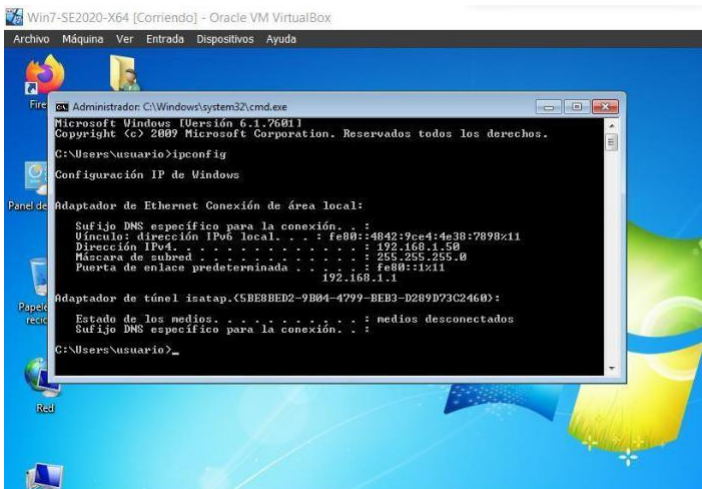 Win7-SE2020-X64 [Corriendo] - Oracle VM VirtualBox
Archivo Máquina Ver Entrada Dispositivos Ayuda
Fire
Administrador: C:\Windows\system32\cmd.exe
Microsoft Windows [Versión 6.1.7601]
Copyright (c) 2009 Microsoft Corporation. Reservados todos los derechos.
C:\Users\usuario>ipconfig
Configuración IP de Windows
Panel de
Adaptador de Ethernet Conexión de área local:
Sufijo DNS específico para la conexión. . :
Vínculo: dirección IPv6 local. . . : fe80::4842:9ce4:4e38:7898%11
Dirección IPv4. . . . . . . . . . . . . . : 192.168.1.50
Máscara de subred . . . . . . . . . . . . : 255.255.255.0
Puerta de enlace predeterminada . . . . . : fe80::1%11
192.168.1.1
Adaptador de túnel isatap.{5BE8BED2-9B04-4799-BEB3-D289D73C2460}:
Papele
recic
Estado de los medios. . . . . . . . . . . : medios desconectados
Sufijo DNS específico para la conexión. . :
C:\Users\usuario>_
Red